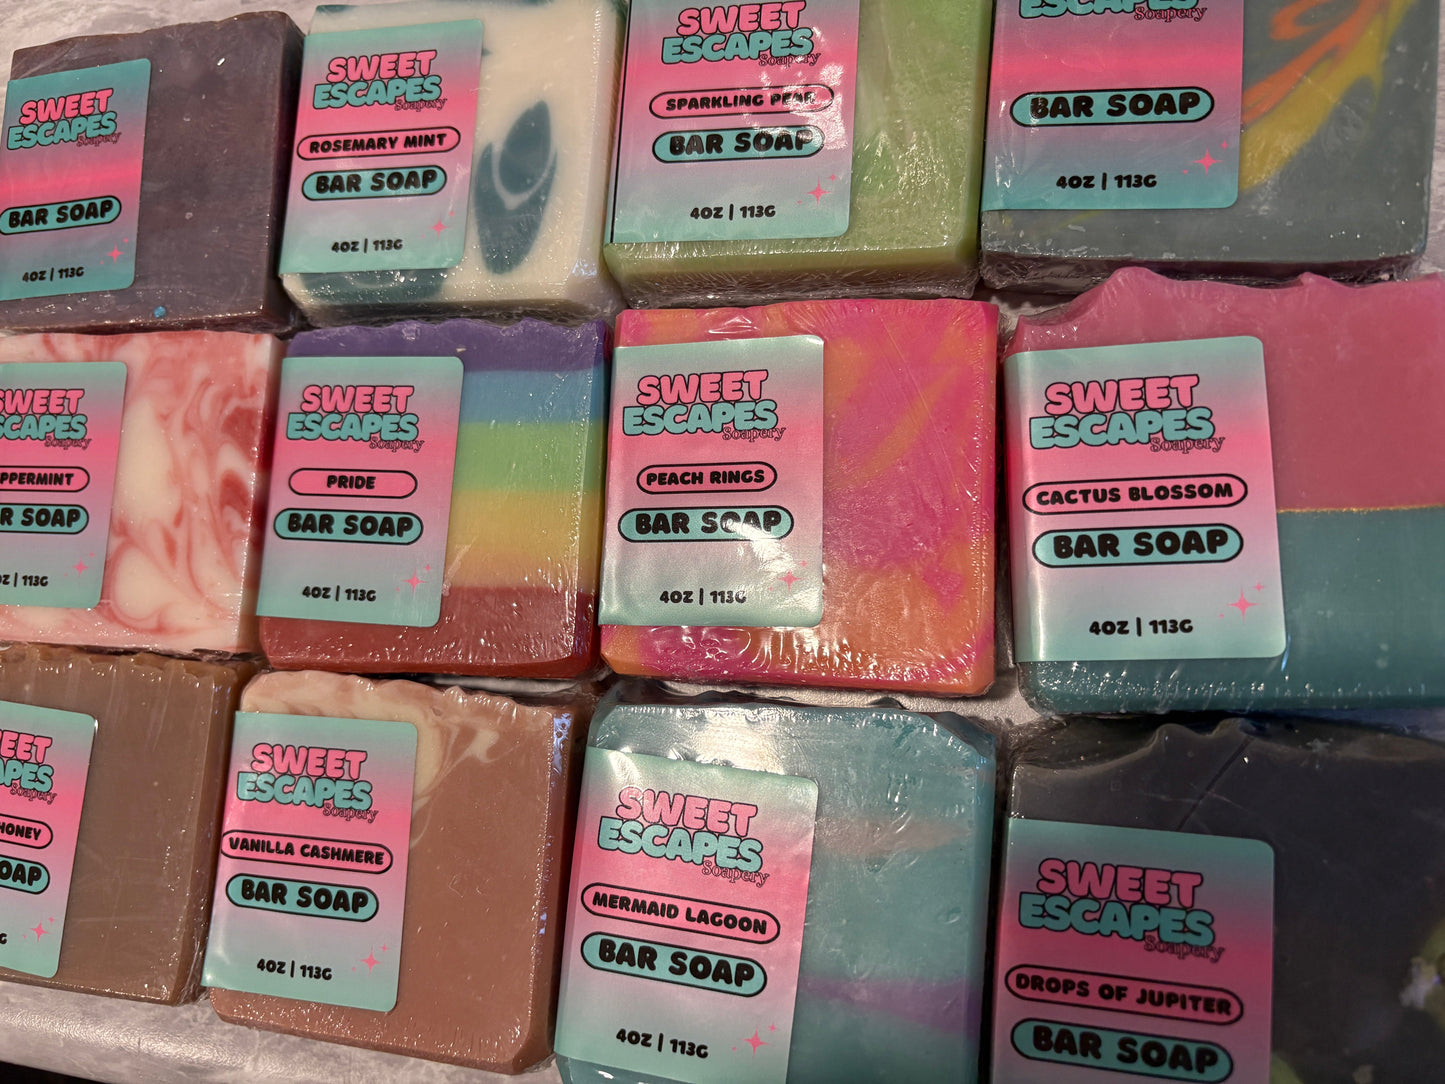 SWEET
ESCAPES
Soapery
BAR SOAP
4OZ | 113G
SWEET
ESCAPES
Soapery
ROSEMARY MINT
BAR SOAP
4OZ | 113G
SWEET
ESCAPES
Soapery
SPARKLING PEAR
BAR SOAP
4OZ | 113G
ESCAPES
Soapery
BAR SOAP
4OZ | 113G
SWEET
ESCAPES
Soapery
PPERMINT
R SOAP
OZ | 113G
SWEET
ESCAPES
Soapery
PRIDE
BAR SOAP
4OZ | 113G
SWEET
ESCAPES
Soapery
PEACH RINGS
BAR SOAP
4OZ | 113G
SWEET
ESCAPES
Soapery
CACTUS BLOSSOM
BAR SOAP
4OZ | 113G
EET
APES
Soapery
HONEY
OAP
G
SWEET
ESCAPES
Soapery
VANILLA CASHMERE
BAR SOAP
4OZ | 113G
SWEET
ESCAPES
Soapery
MERMAID LAGOON
BAR SOAP
4OZ | 113G
SWEET
ESCAPES
Soapery
DROPS OF JUPITER
BAR SOAP